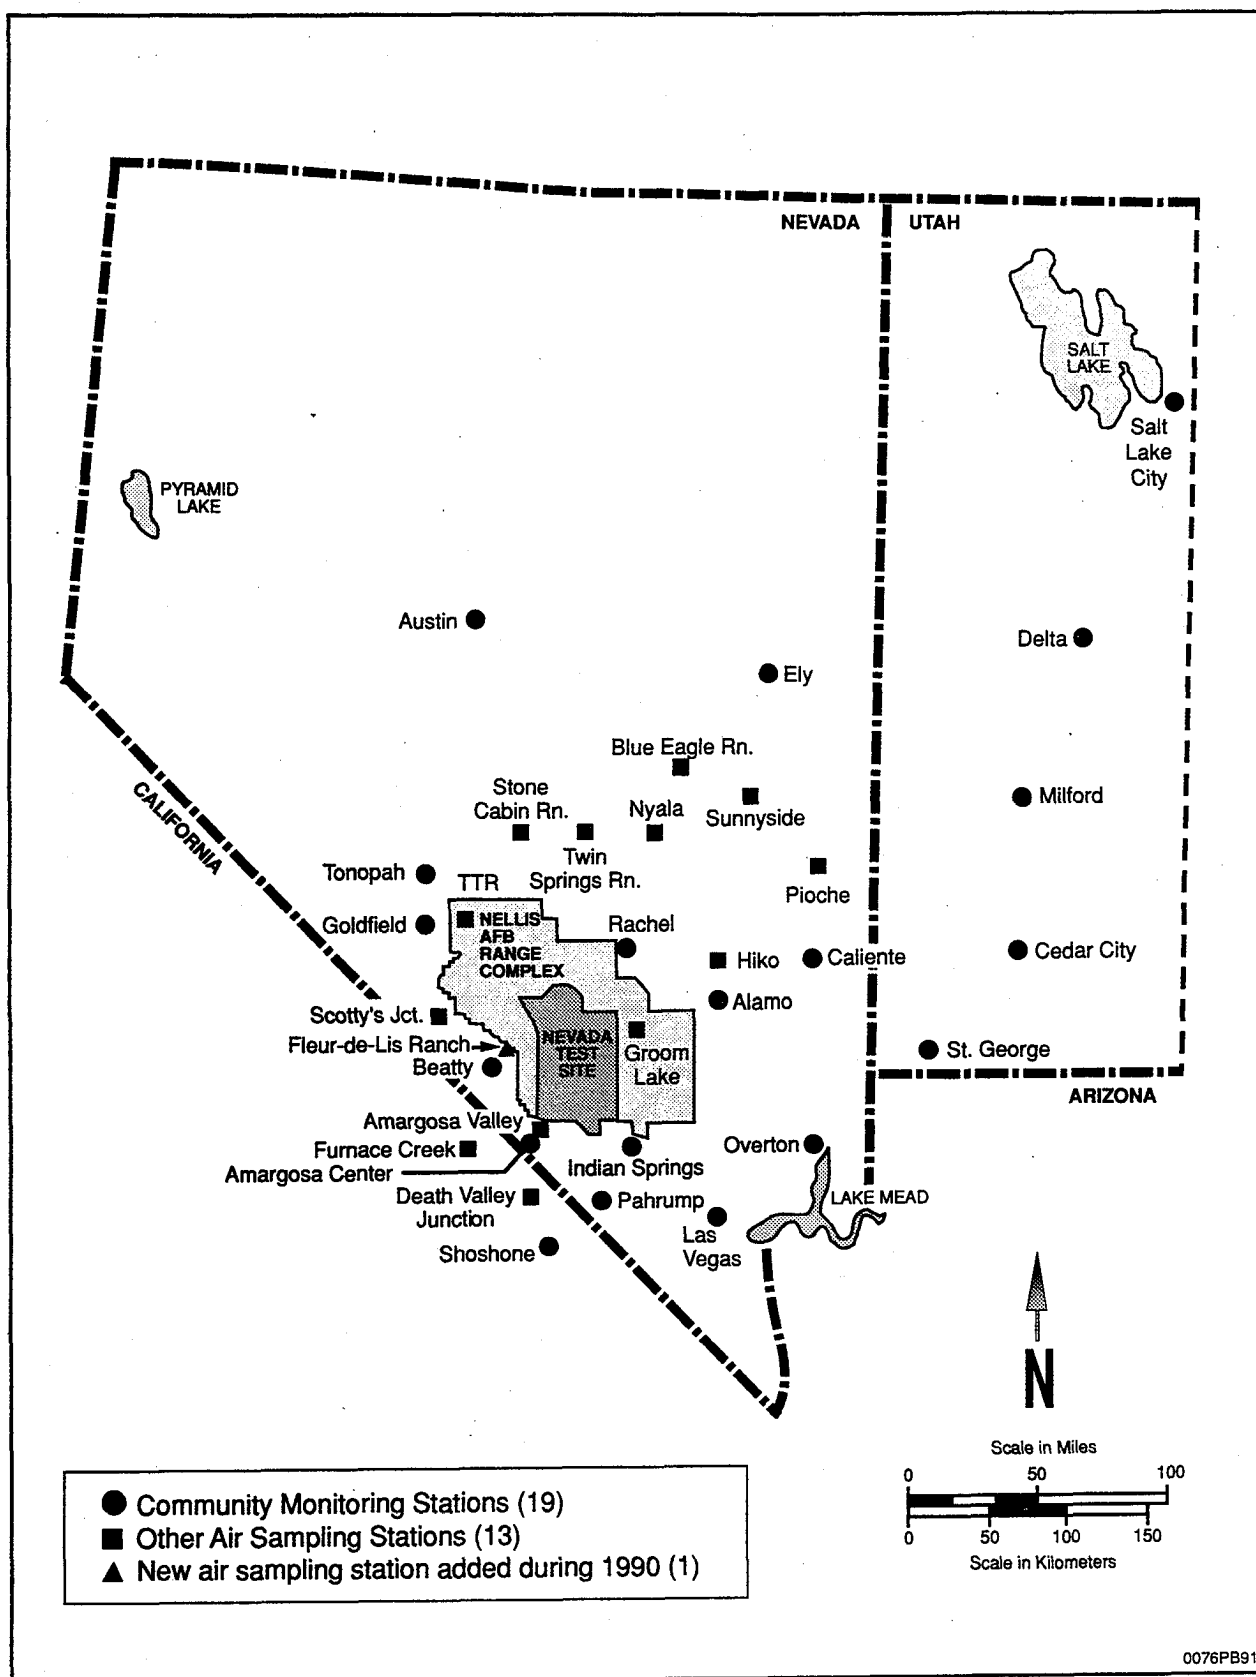 NEVADA
UTAH
SALT
LAKE
Salt
Lake
City
PYRAMID
LAKE
Austin
Delta
Ely
Blue Eagle Rn.
Stone
Cabin Rn.
Nyala
Sunnyside
Milford
CALIFORNIA
Twin
Springs Rn.
Tonopah
TTR
Pioche
Goldfield
NELLIS
AFB
RANGE
COMPLEX
Rachel
Hiko
Caliente
Cedar City
Alamo
Scotty's Jct.
Fleur-de-Lis Ranch
NEVADA
TEST
SITE
Groom
Lake
St. George
Beatty
ARIZONA
Amargosa Valley
Furnace Creek
Amargosa Center
Indian Springs
Overton
Death Valley
Junction
Pahrump
LAKE MEAD
Las
Vegas
Shoshone
N
Scale in Miles
0 50 100
0 50 100 150
Scale in Kilometers
Community Monitoring Stations (19)
Other Air Sampling Stations (13)
New air sampling station added during 1990 (1)
0076PB91